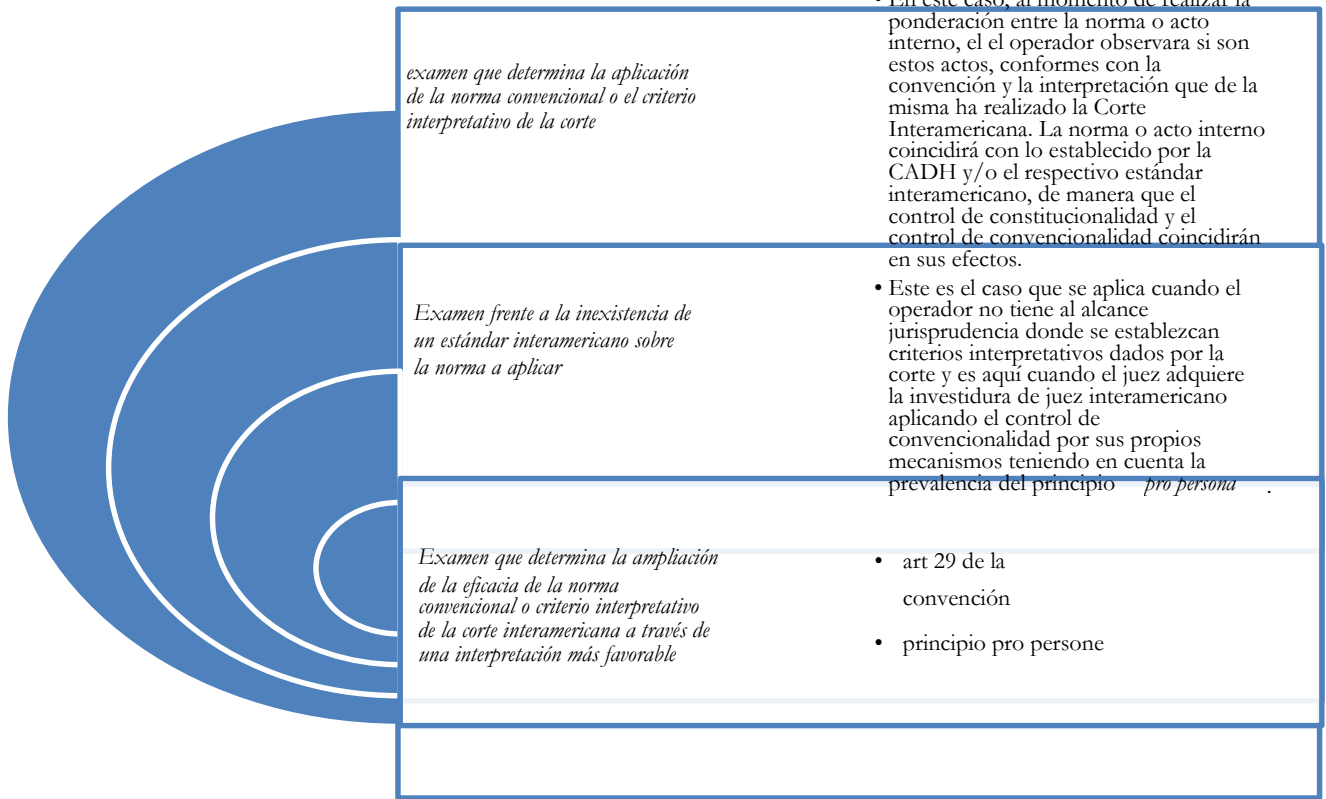 examen que determina la aplicación
de la norma convencional o el criterio
interpretativo de la corte
• En este caso, al momento de realizar la
ponderación entre la norma o acto
interno, el el operador observara si son
estos actos, conformes con la
convención y la interpretación que de la
misma ha realizado la Corte
Interamericana. La norma o acto interno
coincidirá con lo establecido por la
CADH y/o el respectivo estándar
interamericano, de manera que el
control de constitucionalidad y el
control de convencionalidad coincidirán
en sus efectos.
Examen frente a la inexistencia de
un estándar interamericano sobre
la norma a aplicar
• Este es el caso que se aplica cuando el
operador no tiene al alcance
jurisprudencia donde se establezcan
criterios interpretativos dados por la
corte y es aquí cuando el juez adquiere
la investidura de juez interamericano
aplicando el control de
convencionalidad por sus propios
mecanismos teniendo en cuenta la
prevalencia del principio pro persona .
Examen que determina la ampliación
de la eficacia de la norma
convencional o criterio interpretativo
de la corte interamericana a través de
una interpretación más favorable
• art 29 de la
convención
• principio pro persone